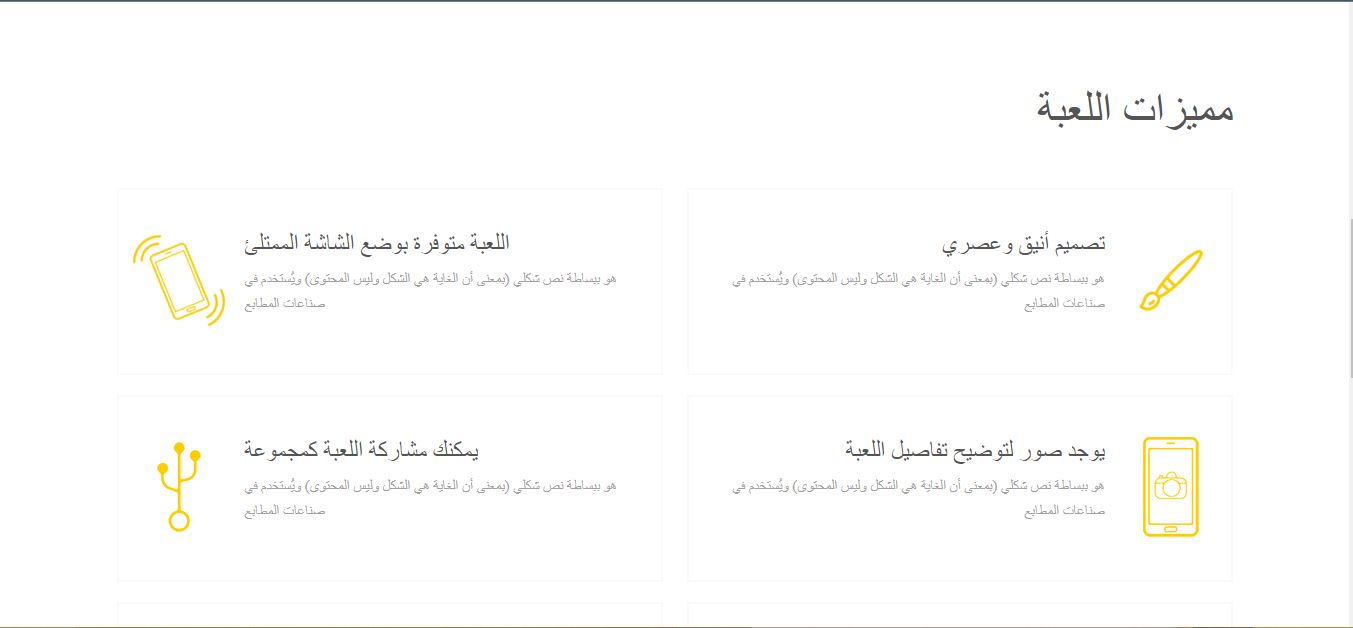 مميزات اللعبة
تصميم أنيق وعصري
هو ببساطة نص شكلي (بمعنى أن الغاية هي الشكل وليس المحتوى) ويُستخدم في
صناعات المطابع
اللعبة متوفرة بوضع الشاشة الممتلئ
هو ببساطة نص شكلي (بمعنى أن الغاية هي الشكل وليس المحتوى) ويُستخدم في
صناعات المطابع
يوجد صور لتوضيح تفاصيل اللعبة
هو ببساطة نص شكلي (بمعنى أن الغاية هي الشكل وليس المحتوى) ويُستخدم في
صناعات المطابع
يمكنك مشاركة اللعبة كمجموعة
هو ببساطة نص شكلي (بمعنى أن الغاية هي الشكل وليس المحتوى) ويُستخدم في
صناعات المطابع